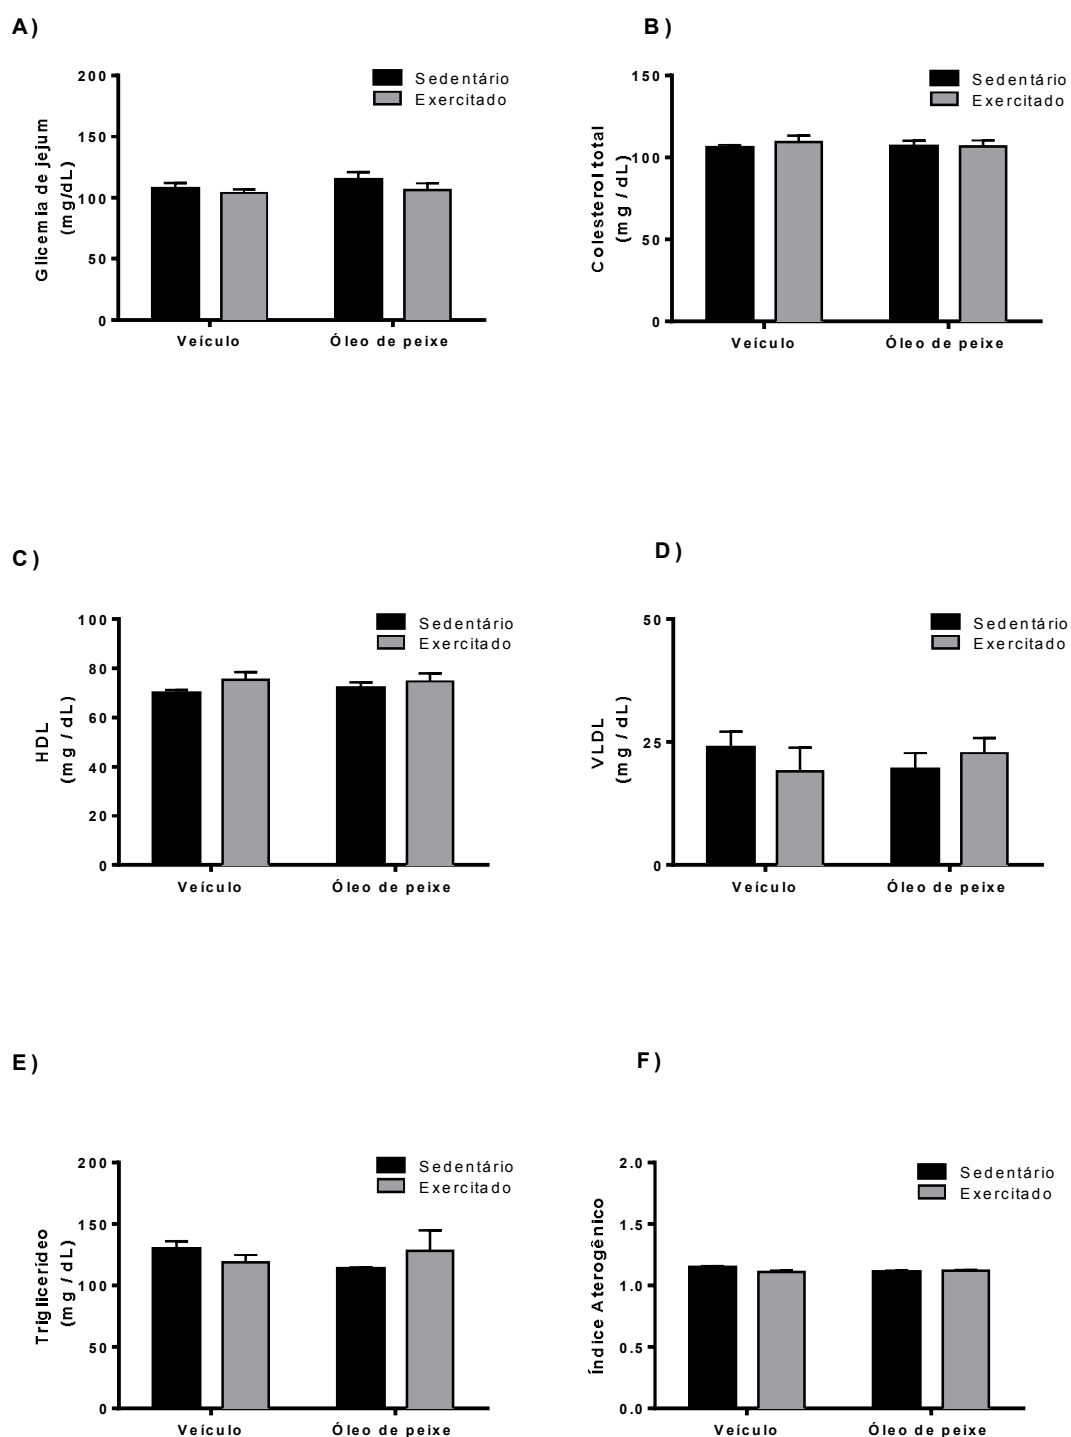 A)
Glicemia de jejum
(mg/dL)
200
150
100
50
0
Sedentário
Exercitado
Veículo
Óleo de peixe
B)
Colesterol total
(mg / dL)
150
100
50
0
Sedentário
Exercitado
Veículo
Óleo de peixe
C)
HDL
(mg / dL)
100
80
60
40
20
0
Sedentário
Exercitado
Veículo
Óleo de peixe
D)
VLDL
(mg / dL)
50
25
0
Sedentário
Exercitado
Veículo
Óleo de peixe
E)
Triglicerídeo
(mg / dL)
200
150
100
50
0
Sedentário
Exercitado
Veículo
Óleo de peixe
F)
Índice Aterogênico
2.0
1.5
1.0
0.5
0.0
Sedentário
Exercitado
Veículo
Óleo de peixe